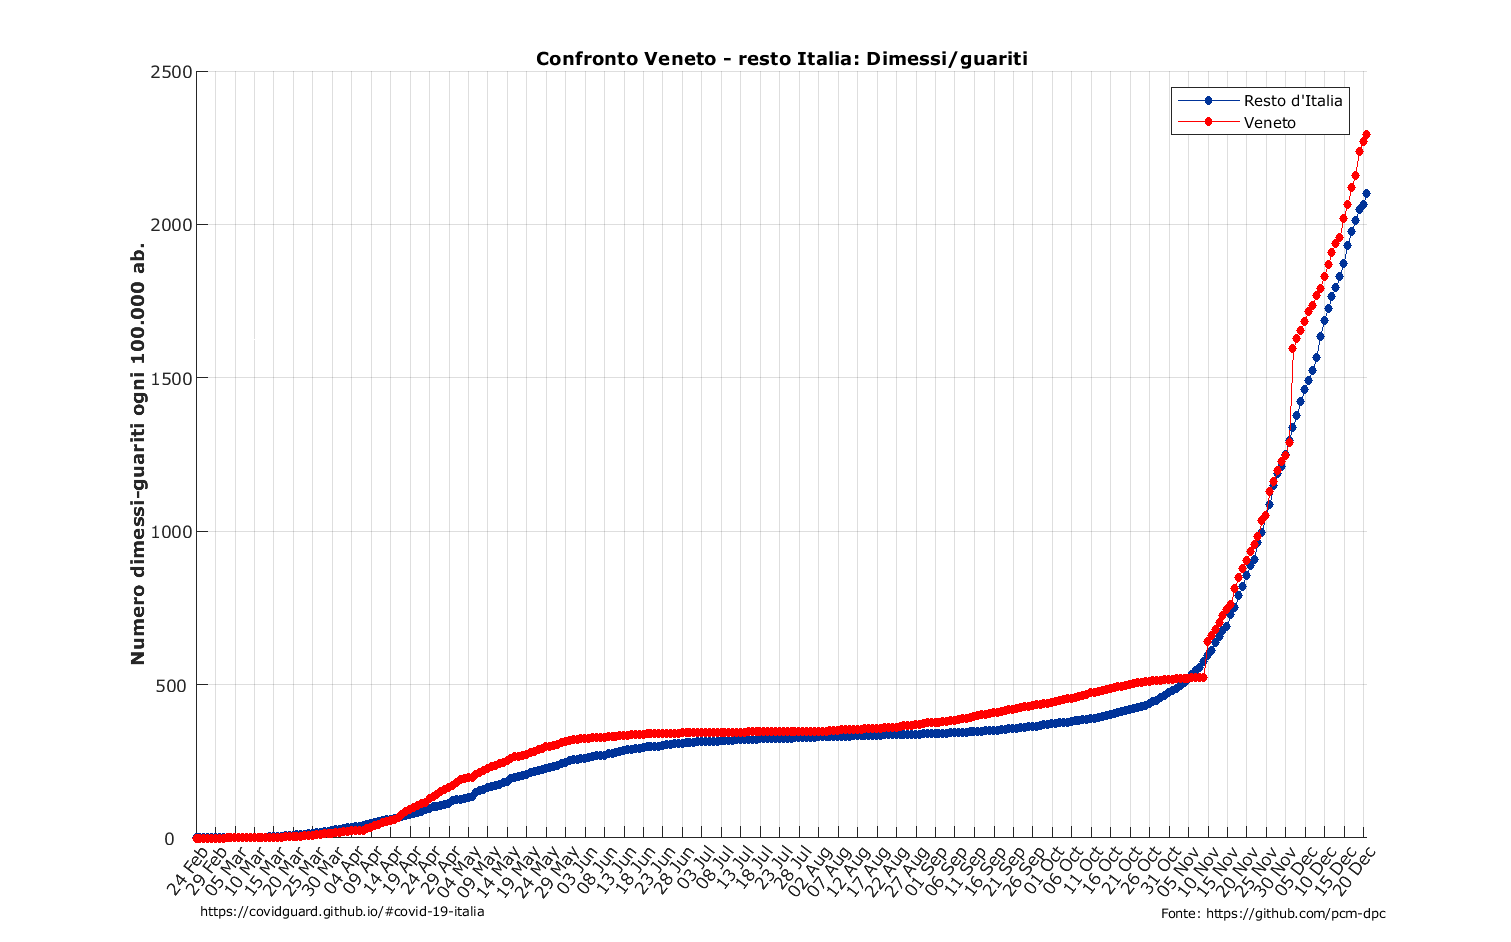 Confronto Veneto - resto Italia: Dimessi/guariti
Resto d'Italia
Veneto
Numero dimessi-guariti ogni 100.000 ab.
2500
2000
1500
1000
500
0
24 Feb
29 Feb
05 Mar
10 Mar
15 Mar
20 Mar
25 Mar
30 Mar
04 Apr
09 Apr
14 Apr
19 Apr
24 Apr
29 Apr
04 May
09 May
14 May
19 May
24 May
29 May
03 Jun
08 Jun
13 Jun
18 Jun
23 Jun
28 Jun
03 Jul
08 Jul
13 Jul
18 Jul
23 Jul
28 Jul
02 Aug
07 Aug
12 Aug
17 Aug
22 Aug
27 Aug
01 Sep
06 Sep
11 Sep
16 Sep
21 Sep
26 Sep
01 Oct
06 Oct
11 Oct
16 Oct
21 Oct
26 Oct
31 Oct
05 Nov
10 Nov
15 Nov
20 Nov
25 Nov
30 Nov
05 Dec
10 Dec
15 Dec
20 Dec
https://covidguard.github.io/#covid-19-italia
Fonte: https://github.com/pcm-dpc